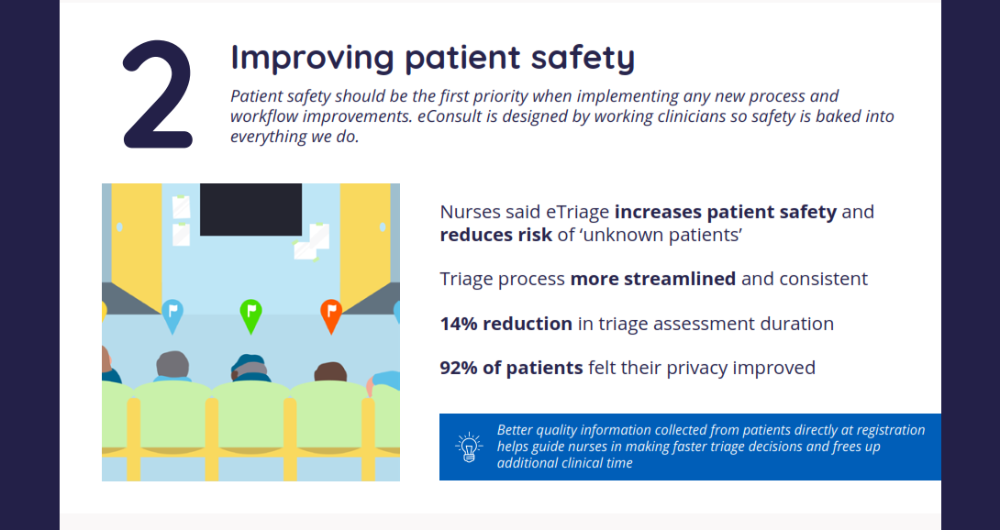 2
Improving patient safety
Patient safety should be the first priority when implementing any new process and
workflow improvements. eConsult is designed by working clinicians so safety is baked into
everything we do.
Nurses said eTriage increases patient safety and
reduces risk of ‘unknown patients’
Triage process more streamlined and consistent
14% reduction in triage assessment duration
92% of patients felt their privacy improved
Better quality information collected from patients directly at registration
helps guide nurses in making faster triage decisions and frees up
additional clinical time